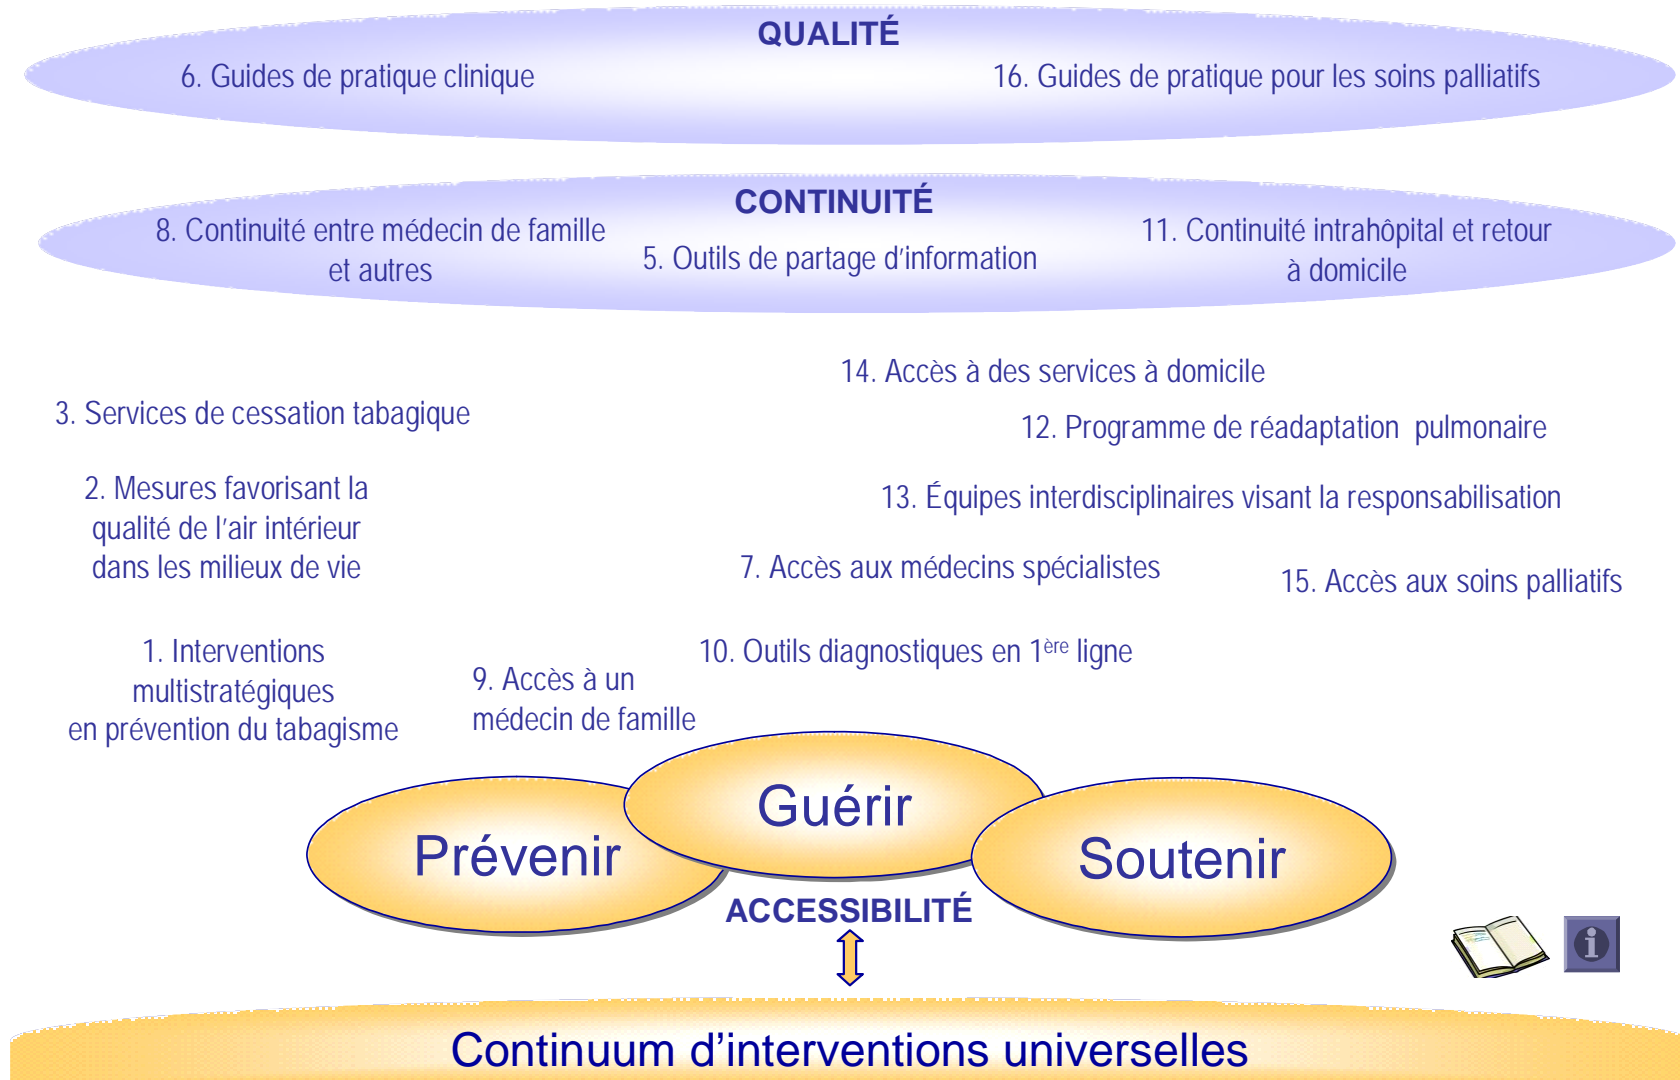 QUALITÉ
6. Guides de pratique clinique
16. Guides de pratique pour les soins palliatifs
CONTINUITÉ
8. Continuité entre médecin de famille
et autres
5. Outils de partage d'information
11. Continuité intrahôpital et retour
à domicile
14. Accès à des services à domicile
3. Services de cessation tabagique
12. Programme de réadaptation pulmonaire
2. Mesures favorisant la
qualité de l'air intérieur
dans les milieux de vie
13. Équipes interdisciplinaires visant la responsabilisation
7. Accès aux médecins spécialistes
15. Accès aux soins palliatifs
1. Interventions
multistratégiques
en prévention du tabagisme
9. Accès à un
médecin de famille
10. Outils diagnostiques en 1ère ligne
Prévenir
Guérir
Soutenir
ACCESSIBILITÉ
Continuum d'interventions universelles